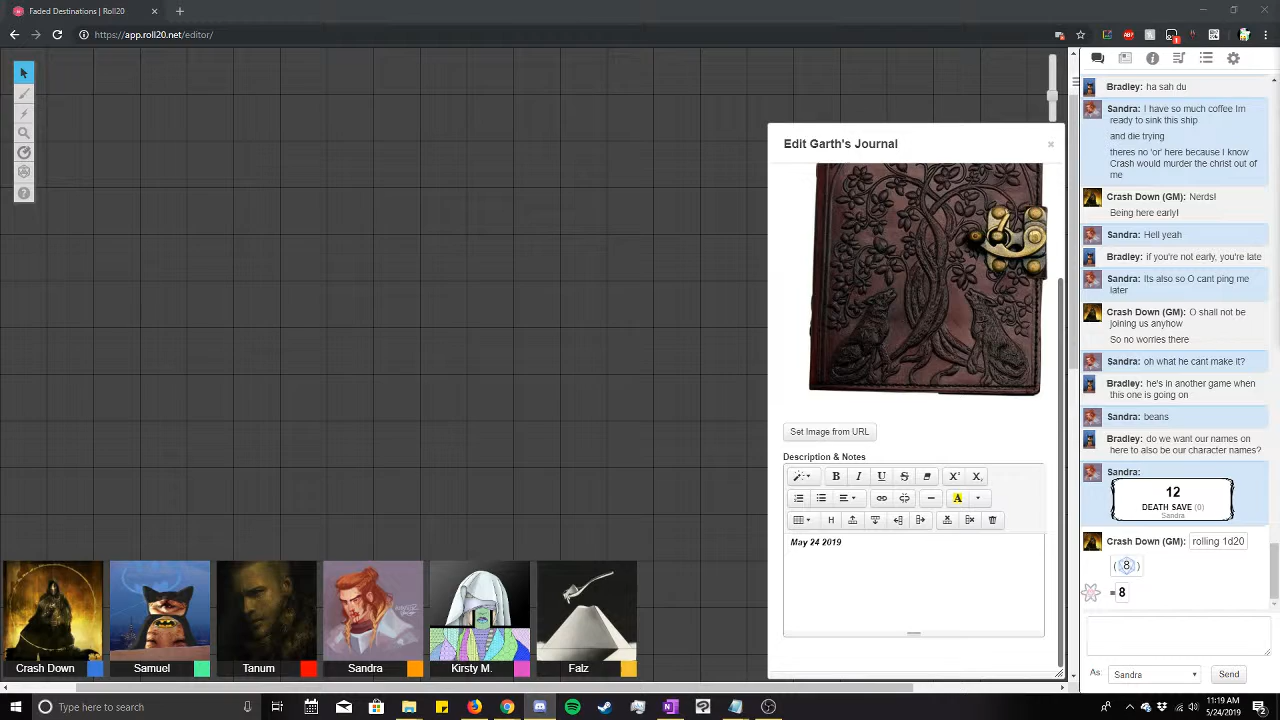 Faded Destinations | Roll20
https://app.roll20.net/editor/
Edit Garth's Journal
Set Image from URL
Description & Notes
B I U S X² X,
A
H
May 24 2019
Crash Down
Samuel
Tanum
Sandra
Kirsty M.
Falz
Bradley: ha sah du
Sandra: I have so much coffee Im
ready to sink this ship
and die trying
theres no 'or' here because I know
Crash would murder the christ out of
me
Crash Down (GM): Nerds!
Being here early!
Sandra: Hell yeah
Bradley: if you're not early, you're late
Sandra: Its also so O cant ping me
later
Crash Down (GM): O shall not be
joining us anyhow
So no worries there
Sandra: oh what he cant make it?
Bradley: he's in another game when
this one is going on
Sandra: beans
Bradley: do we want our names on
here to also be our character names?
Sandra:
12
DEATH SAVE (0)
Sandra
Crash Down (GM): rolling 1d20
( 8 )
=8
As: Sandra Send
Type here to search
11:19 AM
5/24/2019